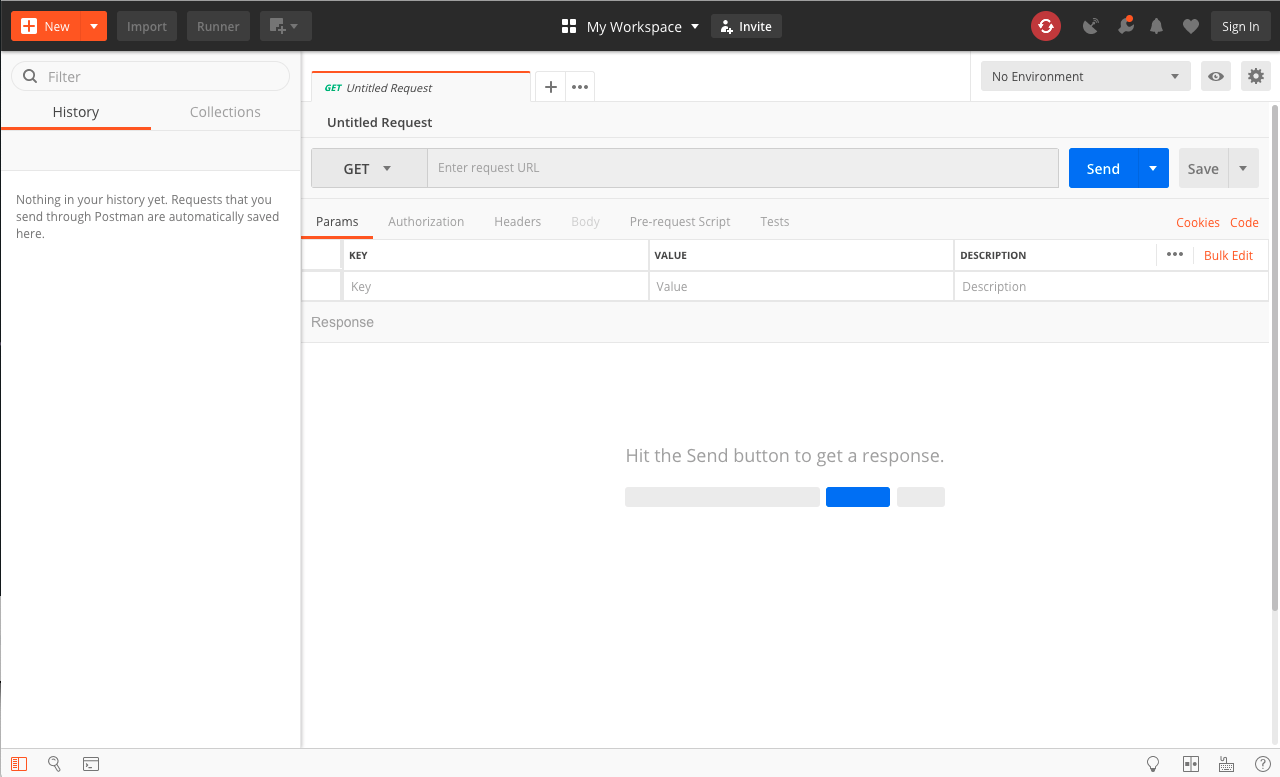 New
Import
Runner
My Workspace
Invite
Sign In
Filter
History
Collections
Nothing in your history yet. Requests that you
send through Postman are automatically saved
here.
GET Untitled Request
No Environment
Untitled Request
GET
Enter request URL
Send
Save
Params
Authorization
Headers
Body
Pre-request Script
Tests
Cookies
Code
KEY
VALUE
DESCRIPTION
Bulk Edit
Key
Value
Description
Response
Hit the Send button to get a response.